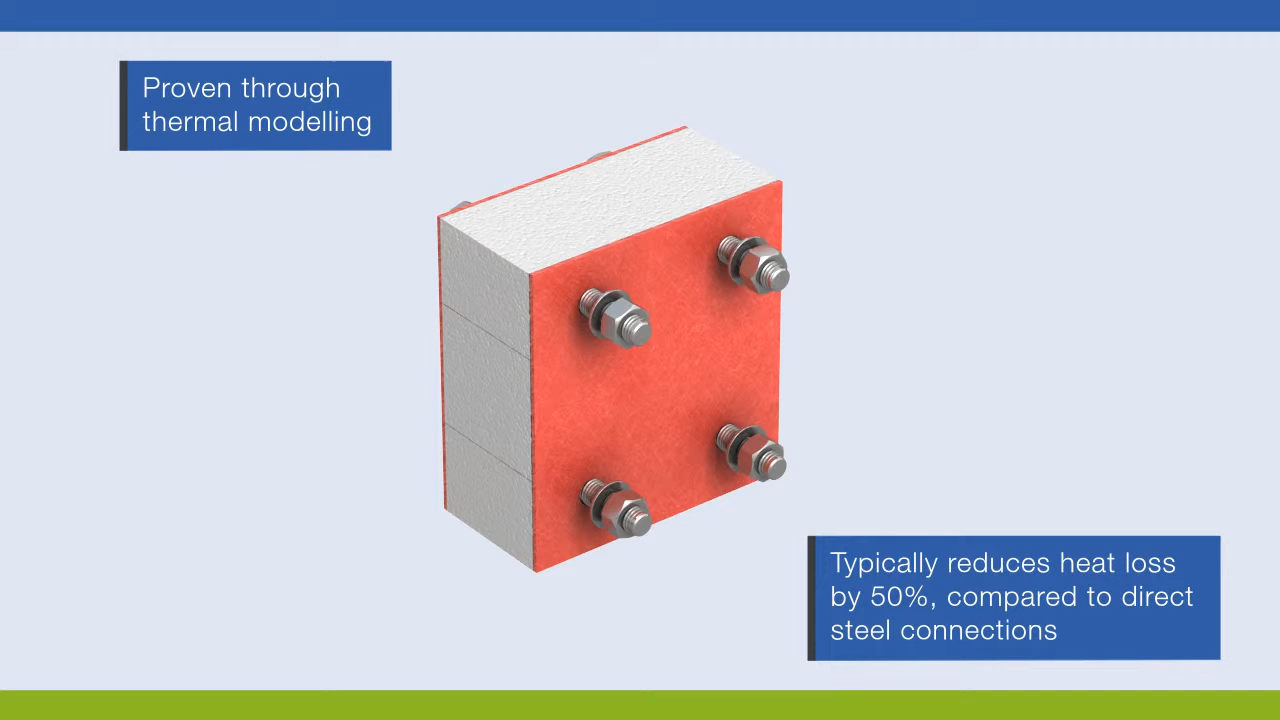 Proven through
thermal modelling
Typically reduces heat loss
by 50%, compared to direct
steel connections